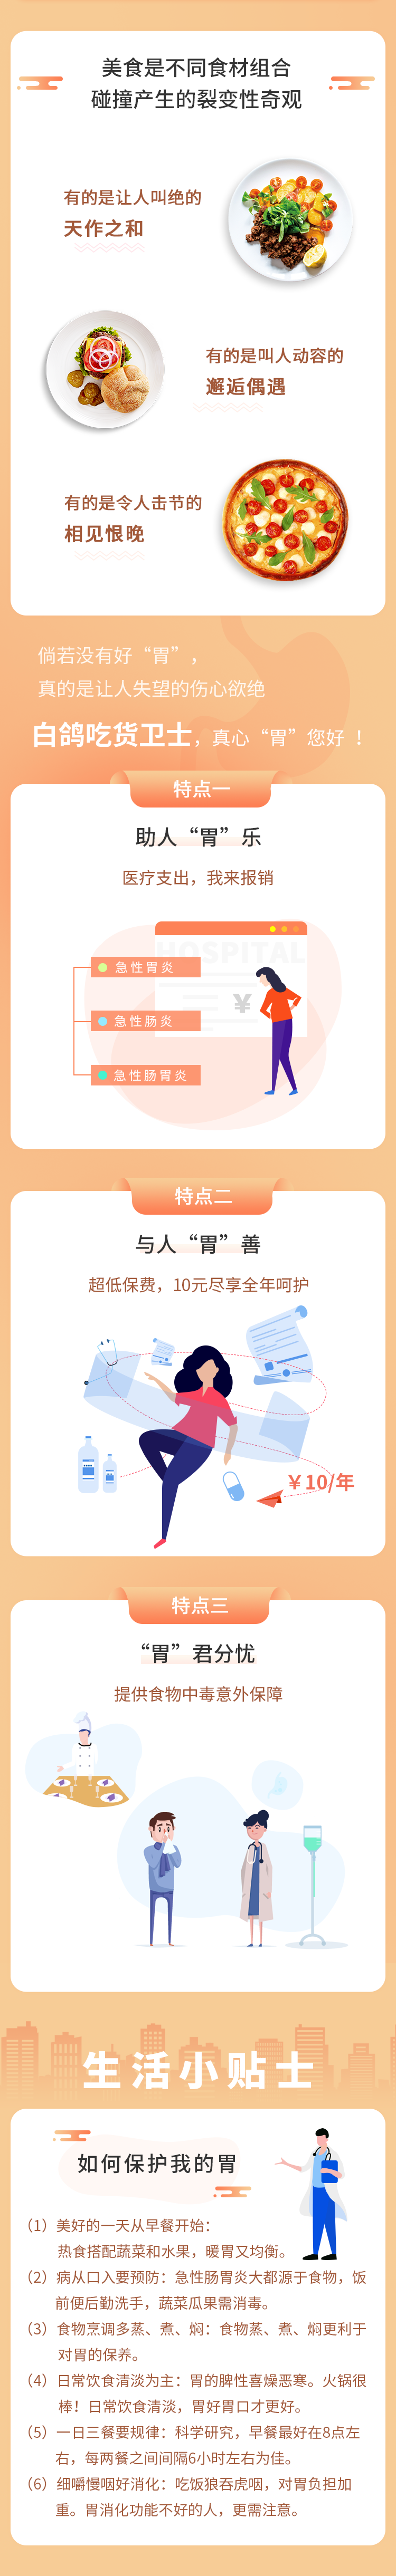 美食是不同食材组合
碰撞产生的裂变性奇观
有的是让人叫绝的
天作之和
有的是叫人动容的
邂逅偶遇
有的是令人击节的
相见恨晚
倘若没有好“胃”，
真的是让人失望的伤心欲绝
白鸽吃货卫士，真心“胃”您好 ！
特点一
助人“胃”乐
医疗支出，我来报销
HOSPITAL
急性胃炎
¥
急性肠炎
急性肠胃炎
特点二
与人“胃”善
超低保费，10元尽享全年呵护
￥10/年
特点三
“胃”君分忧
提供食物中毒意外保障
生活小贴士
如何保护我的胃
（1）美好的一天从早餐开始：
热食搭配蔬菜和水果，暖胃又均衡。
（2）病从口入要预防：急性肠胃炎大都源于食物，饭
前便后勤洗手，蔬菜瓜果需消毒。
（3）食物烹调多蒸、煮、焖：食物蒸、煮、焖更利于
对胃的保养。
（4）日常饮食清淡为主：胃的脾性喜燥恶寒。火锅很
棒！日常饮食清淡，胃好胃口才更好。
（5）一日三餐要规律：科学研究，早餐最好在8点左
右，每两餐之间间隔6小时左右为住。
（6）细嚼慢咽好消化：吃饭狼吞虎咽，对胃负担加
重。胃消化功能不好的人，更需注意。